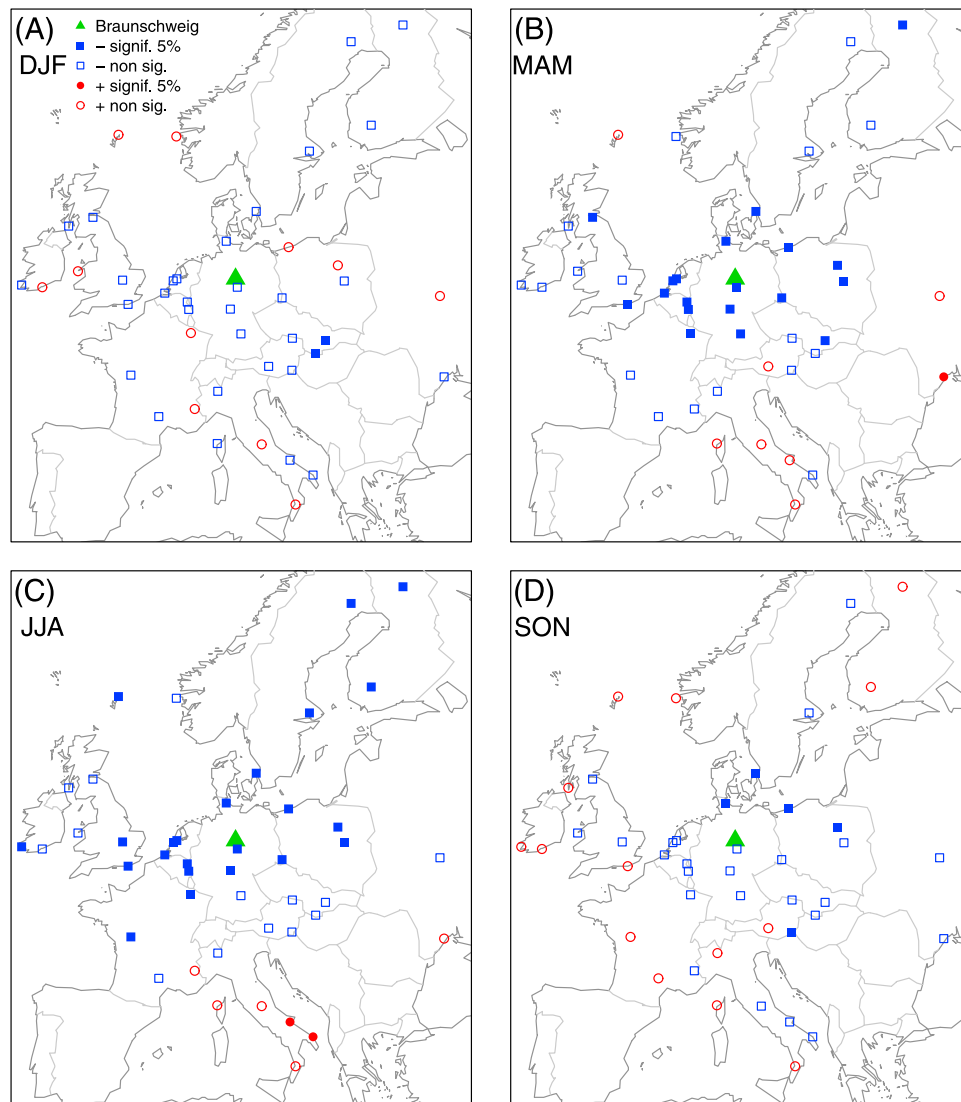 (A)
DJF
Braunschweig
− signif. 5%
− non sig.
+ signif. 5%
+ non sig.
(B)
MAM
(C)
JJA
(D)
SON